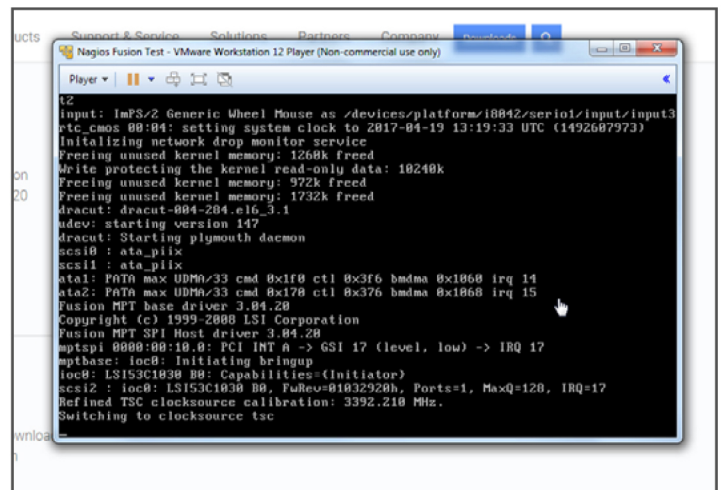 ucts Support & Service Solutions Partners Company Downloads
Nagios Fusion Test - VMware Workstation 12 Player (Non-commercial use only)
Player
t2
input: ImPS/2 Generic Wheel Mouse as /devices/platform/i8042/serio1/input/input3
rtc_cmos 00:04: setting system clock to 2017-04-19 13:19:33 UTC (1492607973)
Initalizing network drop monitor service
Freeing unused kernel memory: 1260k freed
Write protecting the kernel read-only data: 10240k
Freeing unused kernel memory: 972k freed
Freeing unused kernel memory: 1732k freed
dracut: dracut-004-284.el6_3.1
udev: starting version 147
dracut: Starting plymouth daemon
scsi0 : ata_piix
scsi1 : ata_piix
ata1: PATA max UDMA/33 cmd 0x1f0 ctl 0x3f6 bmdma 0x1060 irq 14
ata2: PATA max UDMA/33 cmd 0x170 ctl 0x376 bmdma 0x1068 irq 15
Fusion MPT base driver 3.04.20
Copyright (c) 1999-2008 LSI Corporation
Fusion MPT SPI Host driver 3.04.20
mptspi 0000:00:10.0: PCI INT A -> GSI 17 (level, low) -> IRQ 17
mptbase: ioc0: Initiating bringup
ioc0: LSI53C1030 B0: Capabilities={Initiator}
scsi2 : ioc0: LSI53C1030 B0, FwRev=01032920h, Ports=1, MaxQ=128, IRQ=17
Refined TSC clocksource calibration: 3392.210 MHz.
Switching to clocksource tsc
on
20
wnloa
n